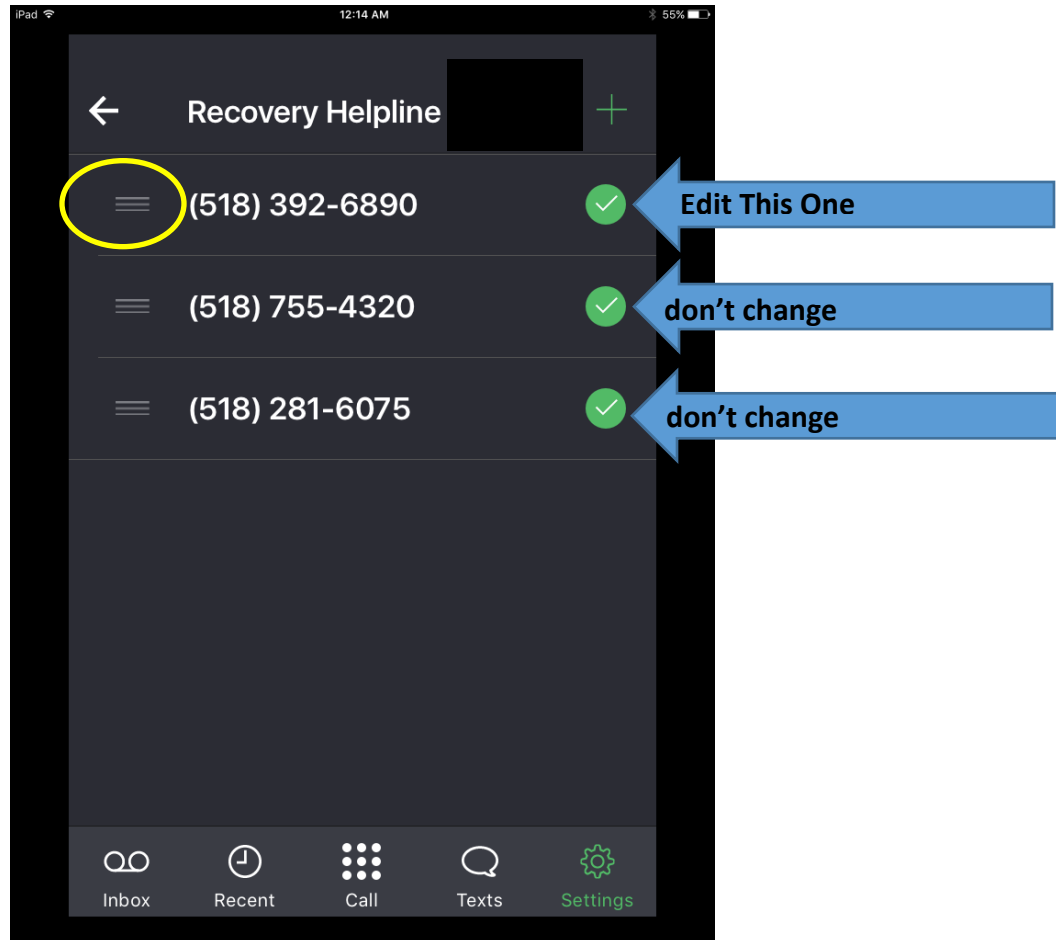 iPad 12:14 AM 55%
Recovery Helpline
(518) 392-6890
Edit This One
(518) 755-4320
don’t change
(518) 281-6075
don’t change
Inbox Recent Call Texts Settings